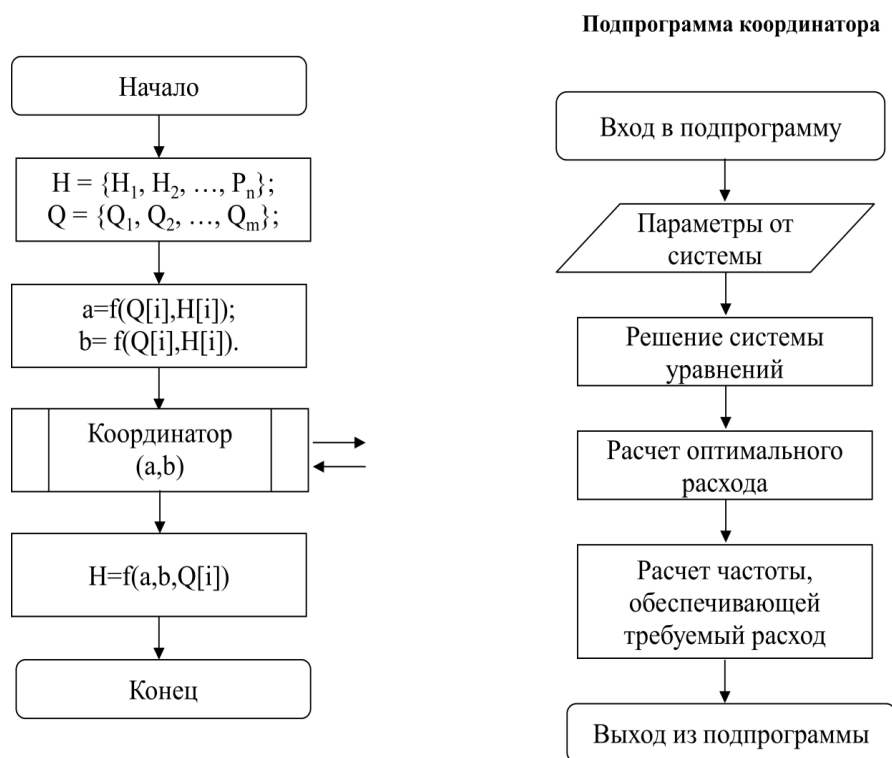 Подпрограмма координатора
Начало
H = {H₁, H₂, …, Pₙ};
Q = {Q₁, Q₂, …, Qₘ};
a=f(Q[i],H[i]);
b= f(Q[i],H[i]).
Координатор
(a,b)
H=f(a,b,Q[i])
Конец
Вход в подпрограмму
Параметры от
системы
Решение системы
уравнений
Расчет оптимального
расхода
Расчет частоты,
обеспечивающей
требуемый расход
Выход из подпрограммы